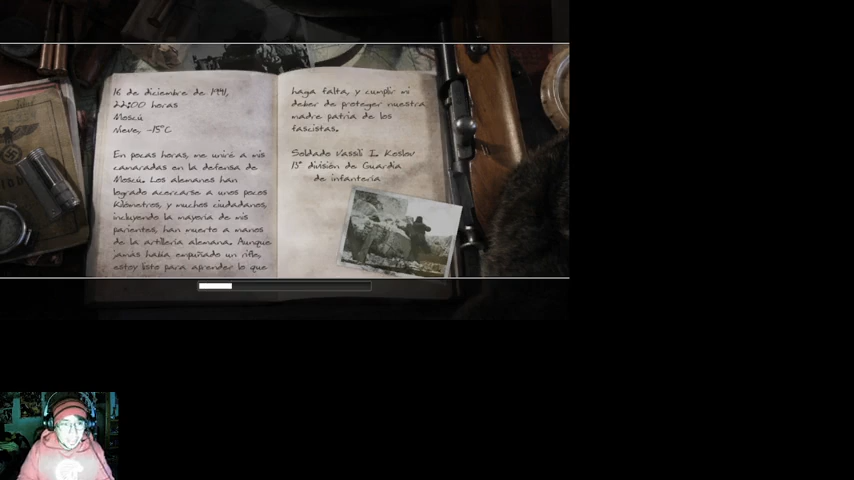 16 de diciembre de 1941,
22:00 horas
Moscú
Nieve, -15°C
En pocas horas, me uniré a mis
camaradas en la defensa de
Moscú. Los alemanes han
logrado acercarse a unos pocos
kilómetros, y muchos ciudadanos,
incluyendo la mayoría de mis
parientes, han muerto a manos
de la artillería alemana. Aunque
jamás había empuñado un rifle,
estoy listo para aprender lo que
haga falta, y cumplir mi
deber de proteger nuestra
madre patria de los
fascistas.
Soldado Vassili I. Koslov
13ª división de Guardia
de infantería